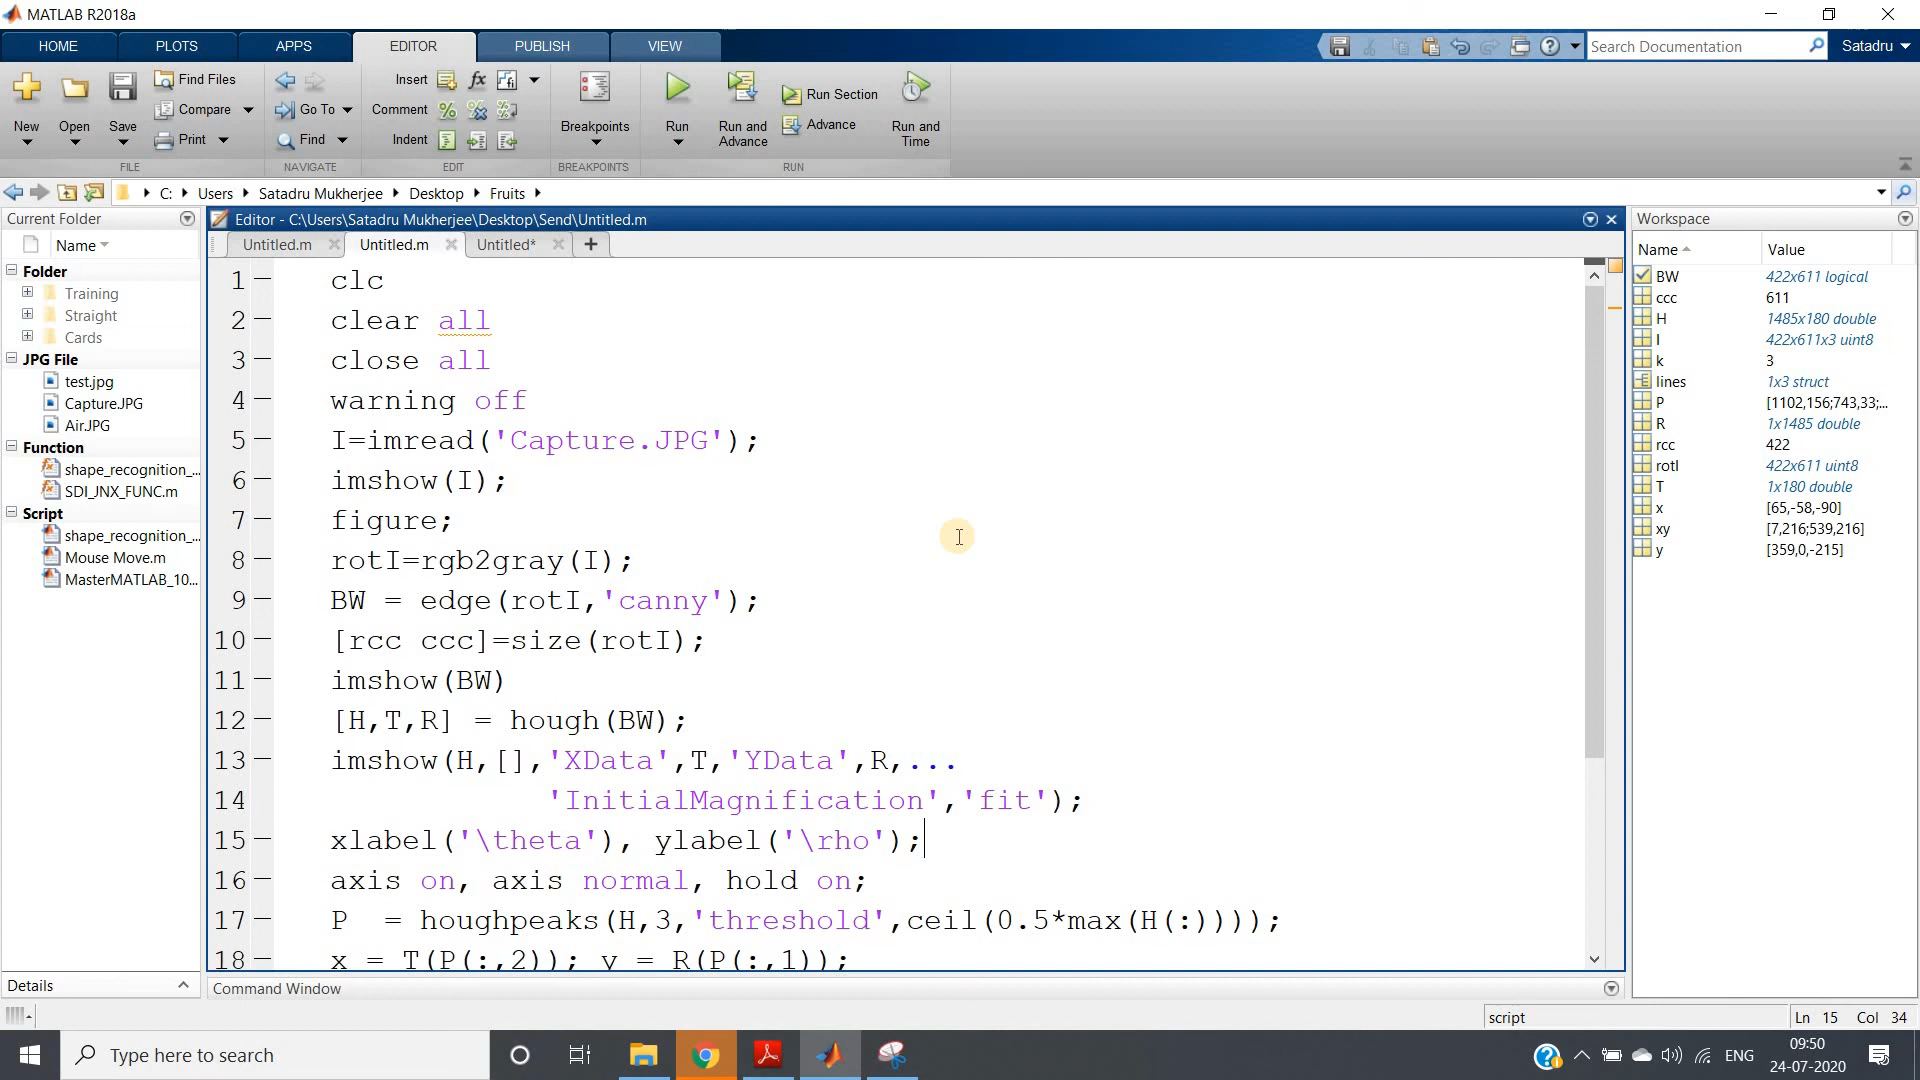 MATLAB R2018a
HOME PLOTS APPS EDITOR PUBLISH VIEW Search Documentation Satadru
New Open Save Find Files Compare Print
FILE
Go To Find
NAVIGATE
Insert Comment Indent
EDIT
Breakpoints
BREAKPOINTS
Run Run and Advance Run Section Advance Run and Time
RUN
C: Users Satadru Mukherjee Desktop Fruits
Current Folder
Name
Folder
Training
Straight
Cards
JPG File
test.jpg
Capture.JPG
Air.JPG
Function
shape_recognition_...
SDI_JNX_FUNC.m
Script
shape_recognition_...
Mouse Move.m
MasterMATLAB_10...
Details
Editor - C:\Users\Satadru Mukherjee\Desktop\Send\Untitled.m
Untitled.m Untitled.m Untitled*
1 clc
2 clear all
3 close all
4 warning off
5 I=imread('Capture.JPG');
6 imshow(I);
7 figure;
8 rotI=rgb2gray(I);
9 BW = edge(rotI,'canny');
10 [rcc ccc]=size(rotI);
11 imshow(BW)
12 [H,T,R] = hough(BW);
13 imshow(H,[],'XData',T,'YData',R,...
14 'InitialMagnification','fit');
15 xlabel('\theta'), ylabel('\rho');
16 axis on, axis normal, hold on;
17 P  = houghpeaks(H,3,'threshold',ceil(0.5*max(H(:))));
18 x = T(P(:,2)); y = R(P(:,1));
Command Window
Workspace
Name Value
BW 422x611 logical
ccc 611
H 1485x180 double
I 422x611x3 uint8
k 3
lines 1x3 struct
P [1102,156;743,33;...
R 1x1485 double
rcc 422
rotI 422x611 uint8
T 1x180 double
x [65,-58,-90]
xy [7,216;539,216]
y [359,0,-215]
script Ln 15 Col 34
Type here to search
ENG
09:50
24-07-2020